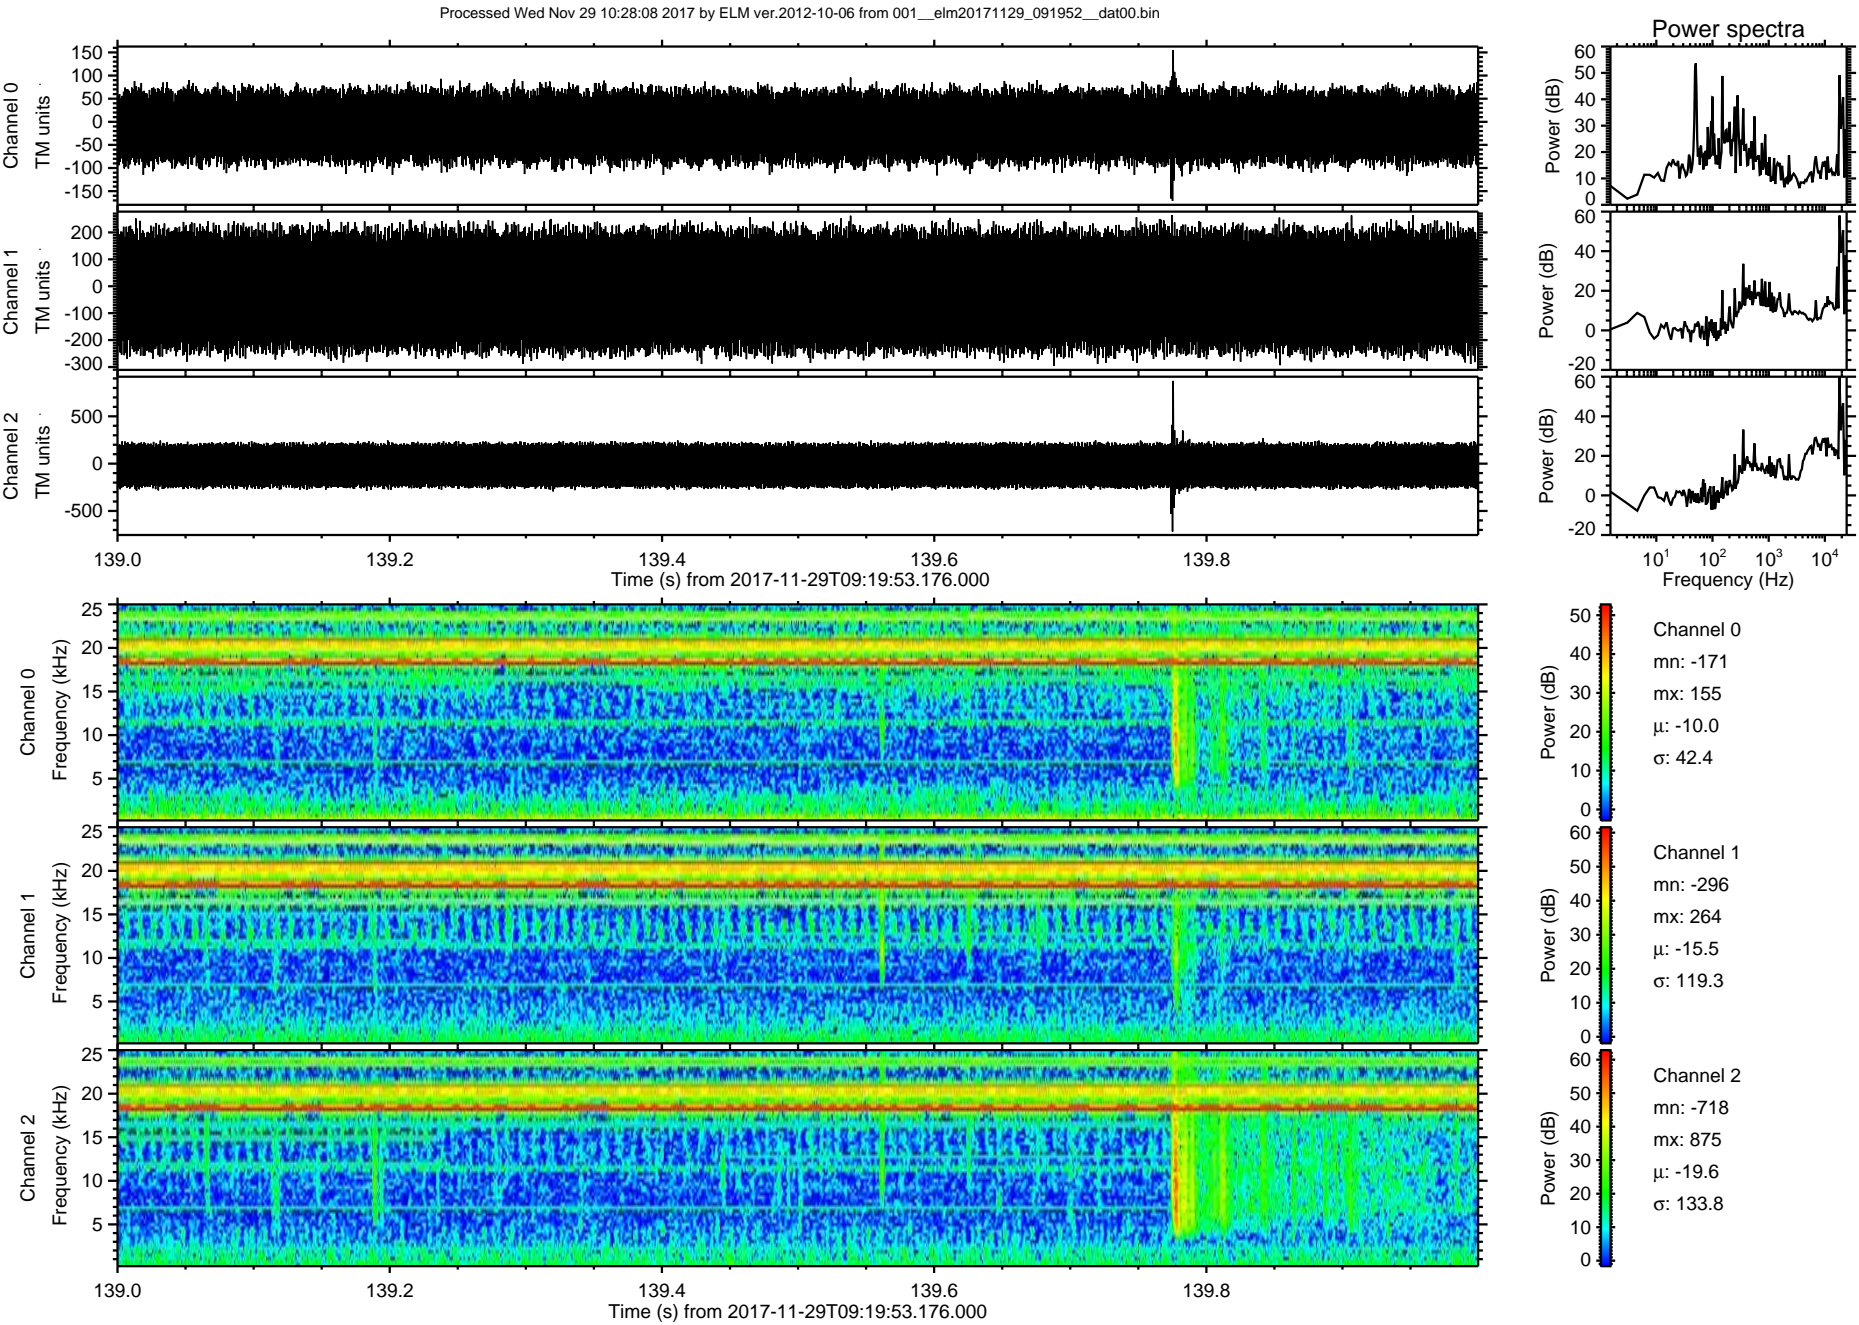 Processed Wed Nov 29 10:28:08 2017 by ELM ver.2012-10-06 from 001__elm20171129_091952__dat00.bin
Power spectra
Channel 0
TM units
150
100
50
0
-50
-100
-150
Power (dB)
60
50
40
30
20
10
0
Channel 1
TM units
200
100
0
-100
-200
-300
Power (dB)
60
40
20
0
-20
Channel 2
TM units
500
0
-500
Power (dB)
60
40
20
0
-20
139.0 139.2 139.4 139.6 139.8
Time (s) from 2017-11-29T09:19:53.176.000
10^1 10^2 10^3 10^4
Frequency (Hz)
Channel 0
Frequency (kHz)
25
20
15
10
5
Power (dB)
50
40
30
20
10
0
Channel 0
mn: -171
mx: 155
μ: -10.0
σ: 42.4
Channel 1
Frequency (kHz)
25
20
15
10
5
Power (dB)
60
50
40
30
20
10
0
Channel 1
mn: -296
mx: 264
μ: -15.5
σ: 119.3
Channel 2
Frequency (kHz)
25
20
15
10
5
Power (dB)
60
50
40
30
20
10
0
Channel 2
mn: -718
mx: 875
μ: -19.6
σ: 133.8
139.0 139.2 139.4 139.6 139.8
Time (s) from 2017-11-29T09:19:53.176.000